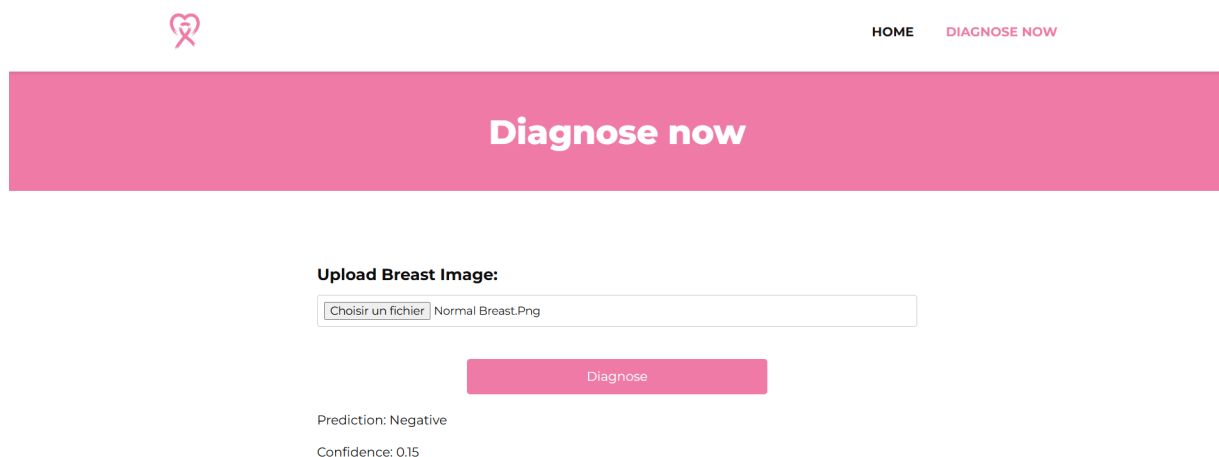 HOME DIAGNOSE NOW
Diagnose now
Upload Breast Image:
Choisir un fichier Normal Breast.Png
Diagnose
Prediction: Negative
Confidence: 0.15